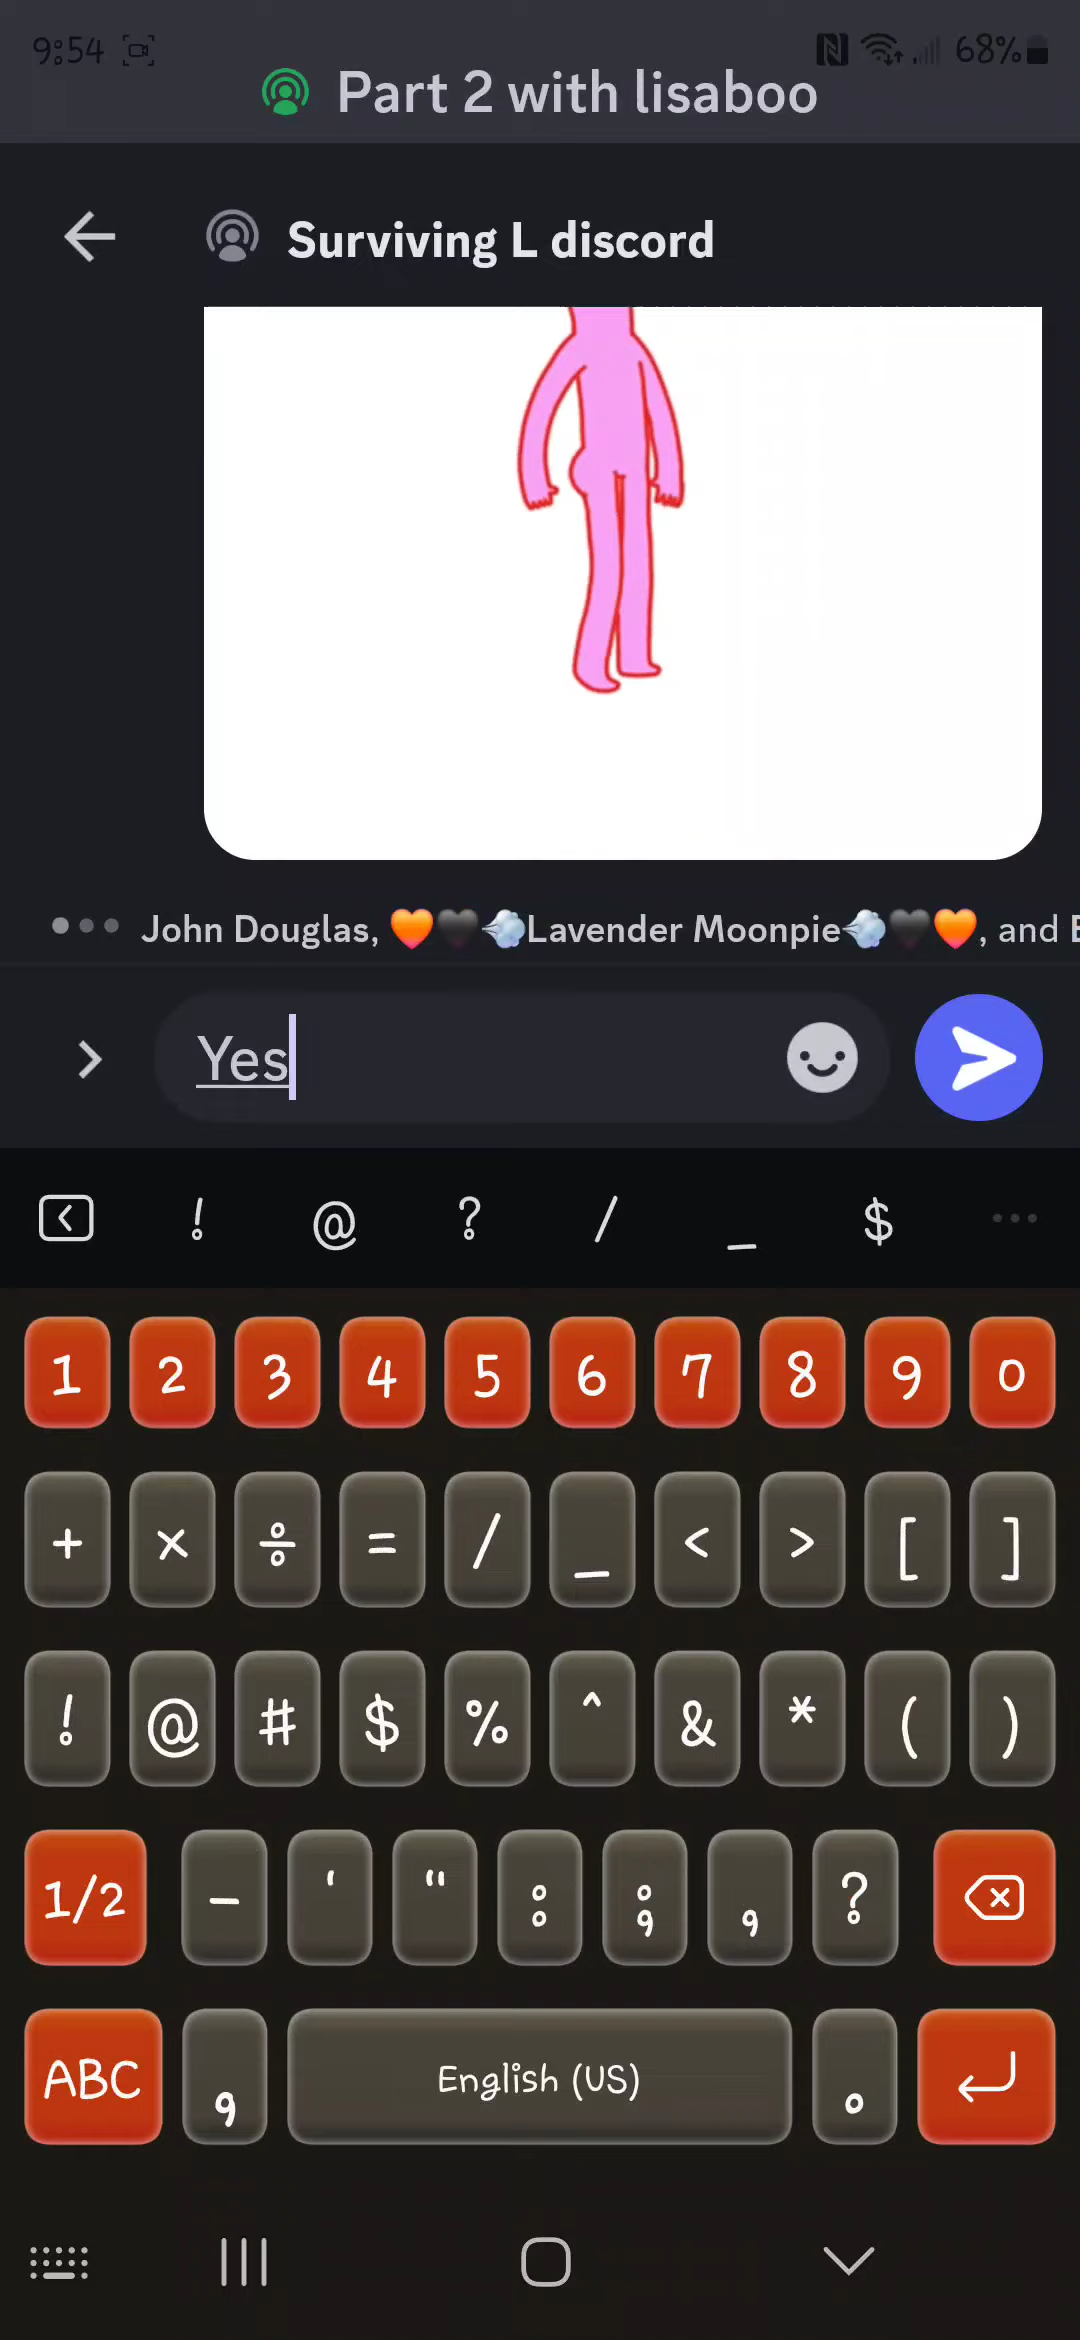 9:54 68%
Part 2 with lisaboo
Surviving L discord
John Douglas, 🧡🖤💨Lavender Moonpie💨🖤🧡, and
Yes
! @ ? / _ $
1 2 3 4 5 6 7 8 9 0
+ × ÷ = / _ < > [ ]
! @ # $ % ^ & * ( )
1/2 - ' " : ; , ?
ABC , English (US) .